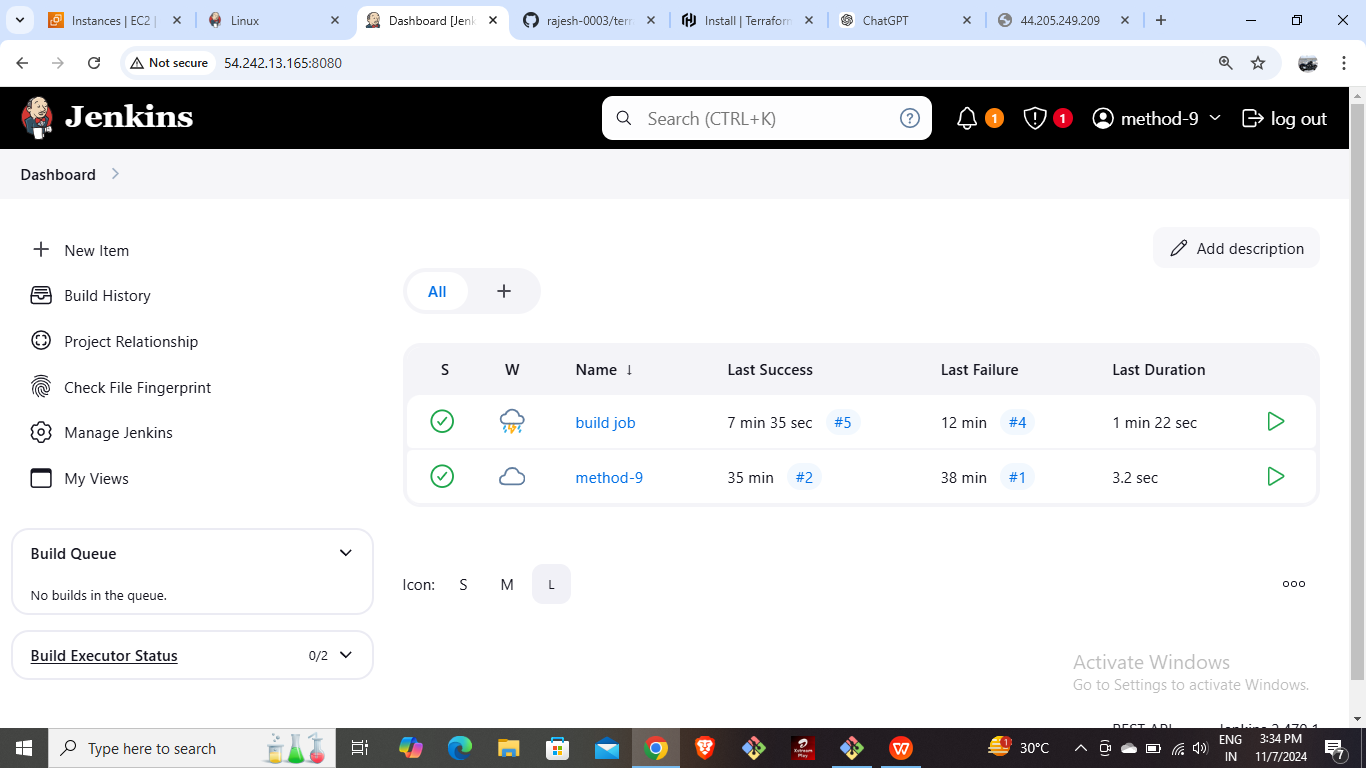 Instances | EC2 |
Linux
Dashboard [Jenk
rajesh-0003/terr
Install | Terraform
ChatGPT
44.205.249.209
Not secure
54.242.13.165:8080
Jenkins
Search (CTRL+K)
1
1
method-9
log out
Dashboard
New Item
Build History
Project Relationship
Check File Fingerprint
Manage Jenkins
My Views
Add description
All
S W Name ↓ Last Success Last Failure Last Duration
build job 7 min 35 sec #5 12 min #4 1 min 22 sec
method-9 35 min #2 38 min #1 3.2 sec
Build Queue
No builds in the queue.
Build Executor Status 0/2
Icon: S M L
Activate Windows
Go to Settings to activate Windows.
REST API
Type here to search
30°C
ENG
IN
3:34 PM
11/7/2024
7